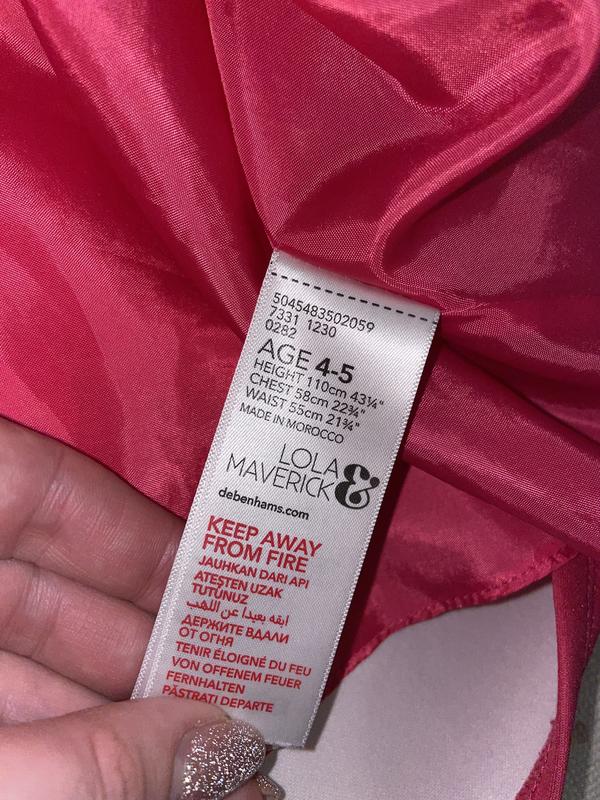 5045483502059
7331 1230
0282
AGE 4-5
HEIGHT 110cm 43¼"
CHEST 58cm 22¾"
WAIST 55cm 21¾"
MADE IN MOROCCO
LOLA &
MAVERICK
debenhams.com
KEEP AWAY
FROM FIRE
JAUHKAN DARI API
ATEŞTEN UZAK
TUTUNUZ
ابقه بعيدا عن اللهب
ДЕРЖИТЕ ВДАЛИ
ОТ ОГНЯ
TENIR ÉLOIGNÉ DU FEU
VON OFFENEM FEUER
FERNHALTEN
PĂSTRAȚI DEPARTE